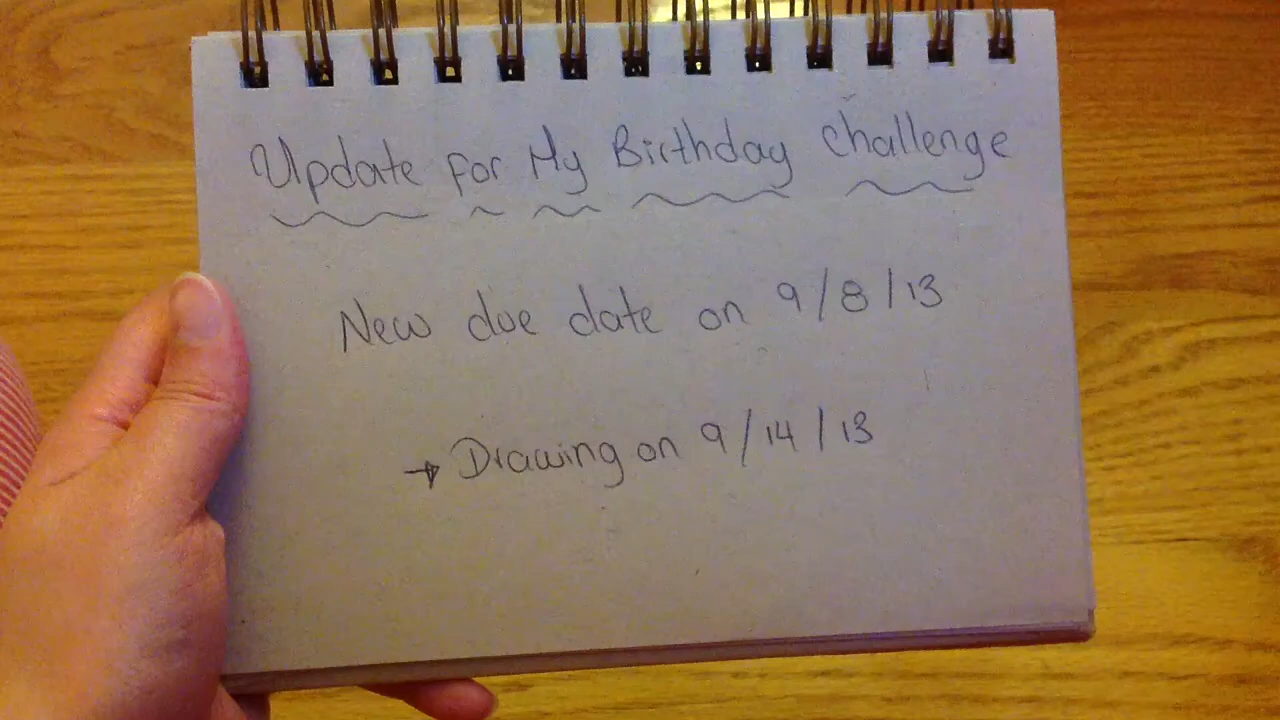 Update for My Birthday Challenge
New due date on 9/8/13
→ Drawing on 9/14/13